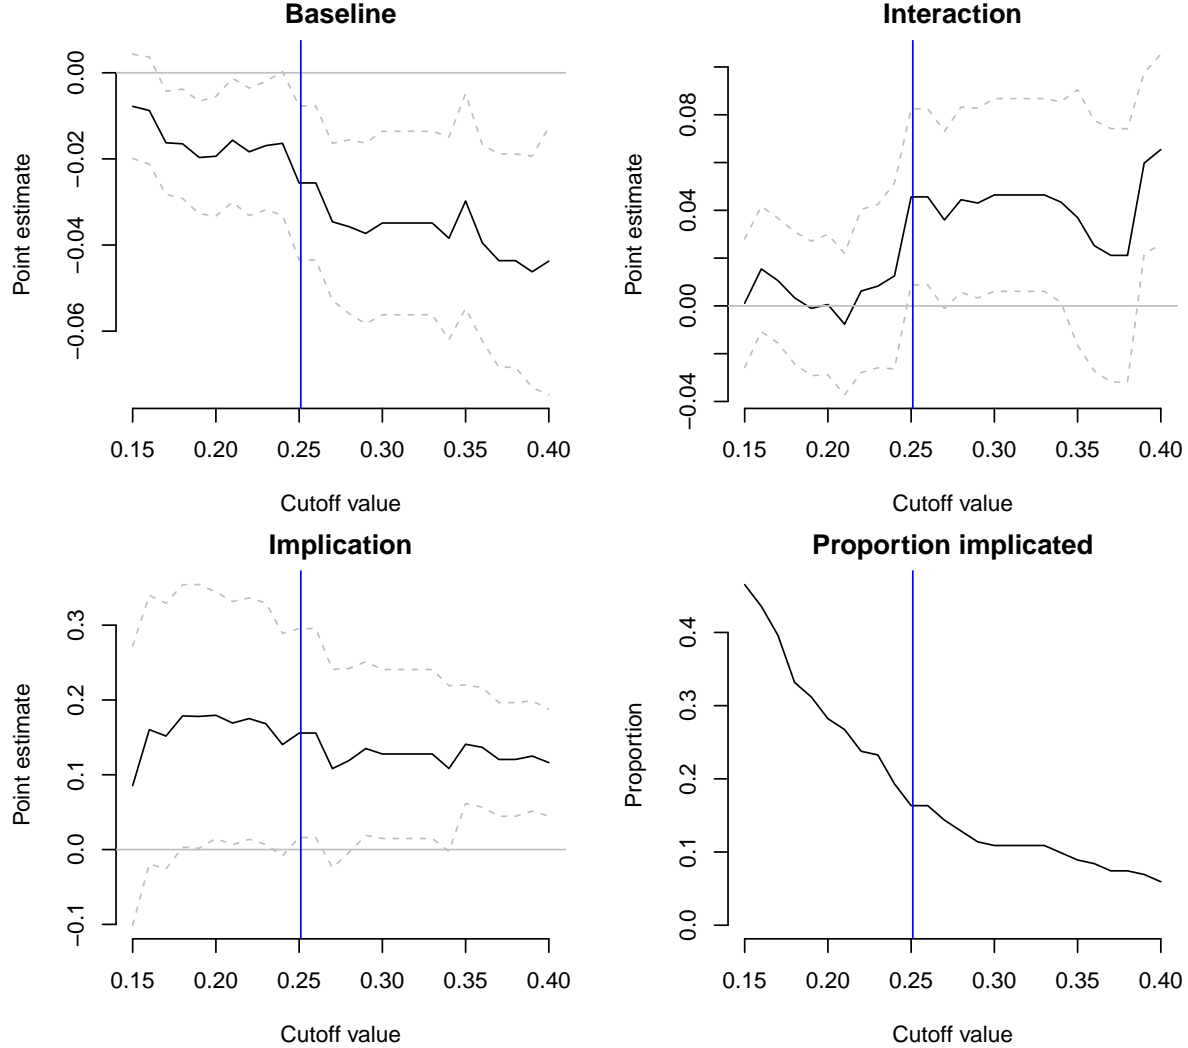 Baseline
Point estimate
0.00
−0.02
−0.04
−0.06
0.15 0.20 0.25 0.30 0.35 0.40
Cutoff value
Interaction
Point estimate
0.08
0.04
0.00
−0.04
0.15 0.20 0.25 0.30 0.35 0.40
Cutoff value
Implication
Point estimate
0.3
0.2
0.1
0.0
−0.1
0.15 0.20 0.25 0.30 0.35 0.40
Cutoff value
Proportion implicated
Proportion
0.4
0.3
0.2
0.1
0.0
0.15 0.20 0.25 0.30 0.35 0.40
Cutoff value